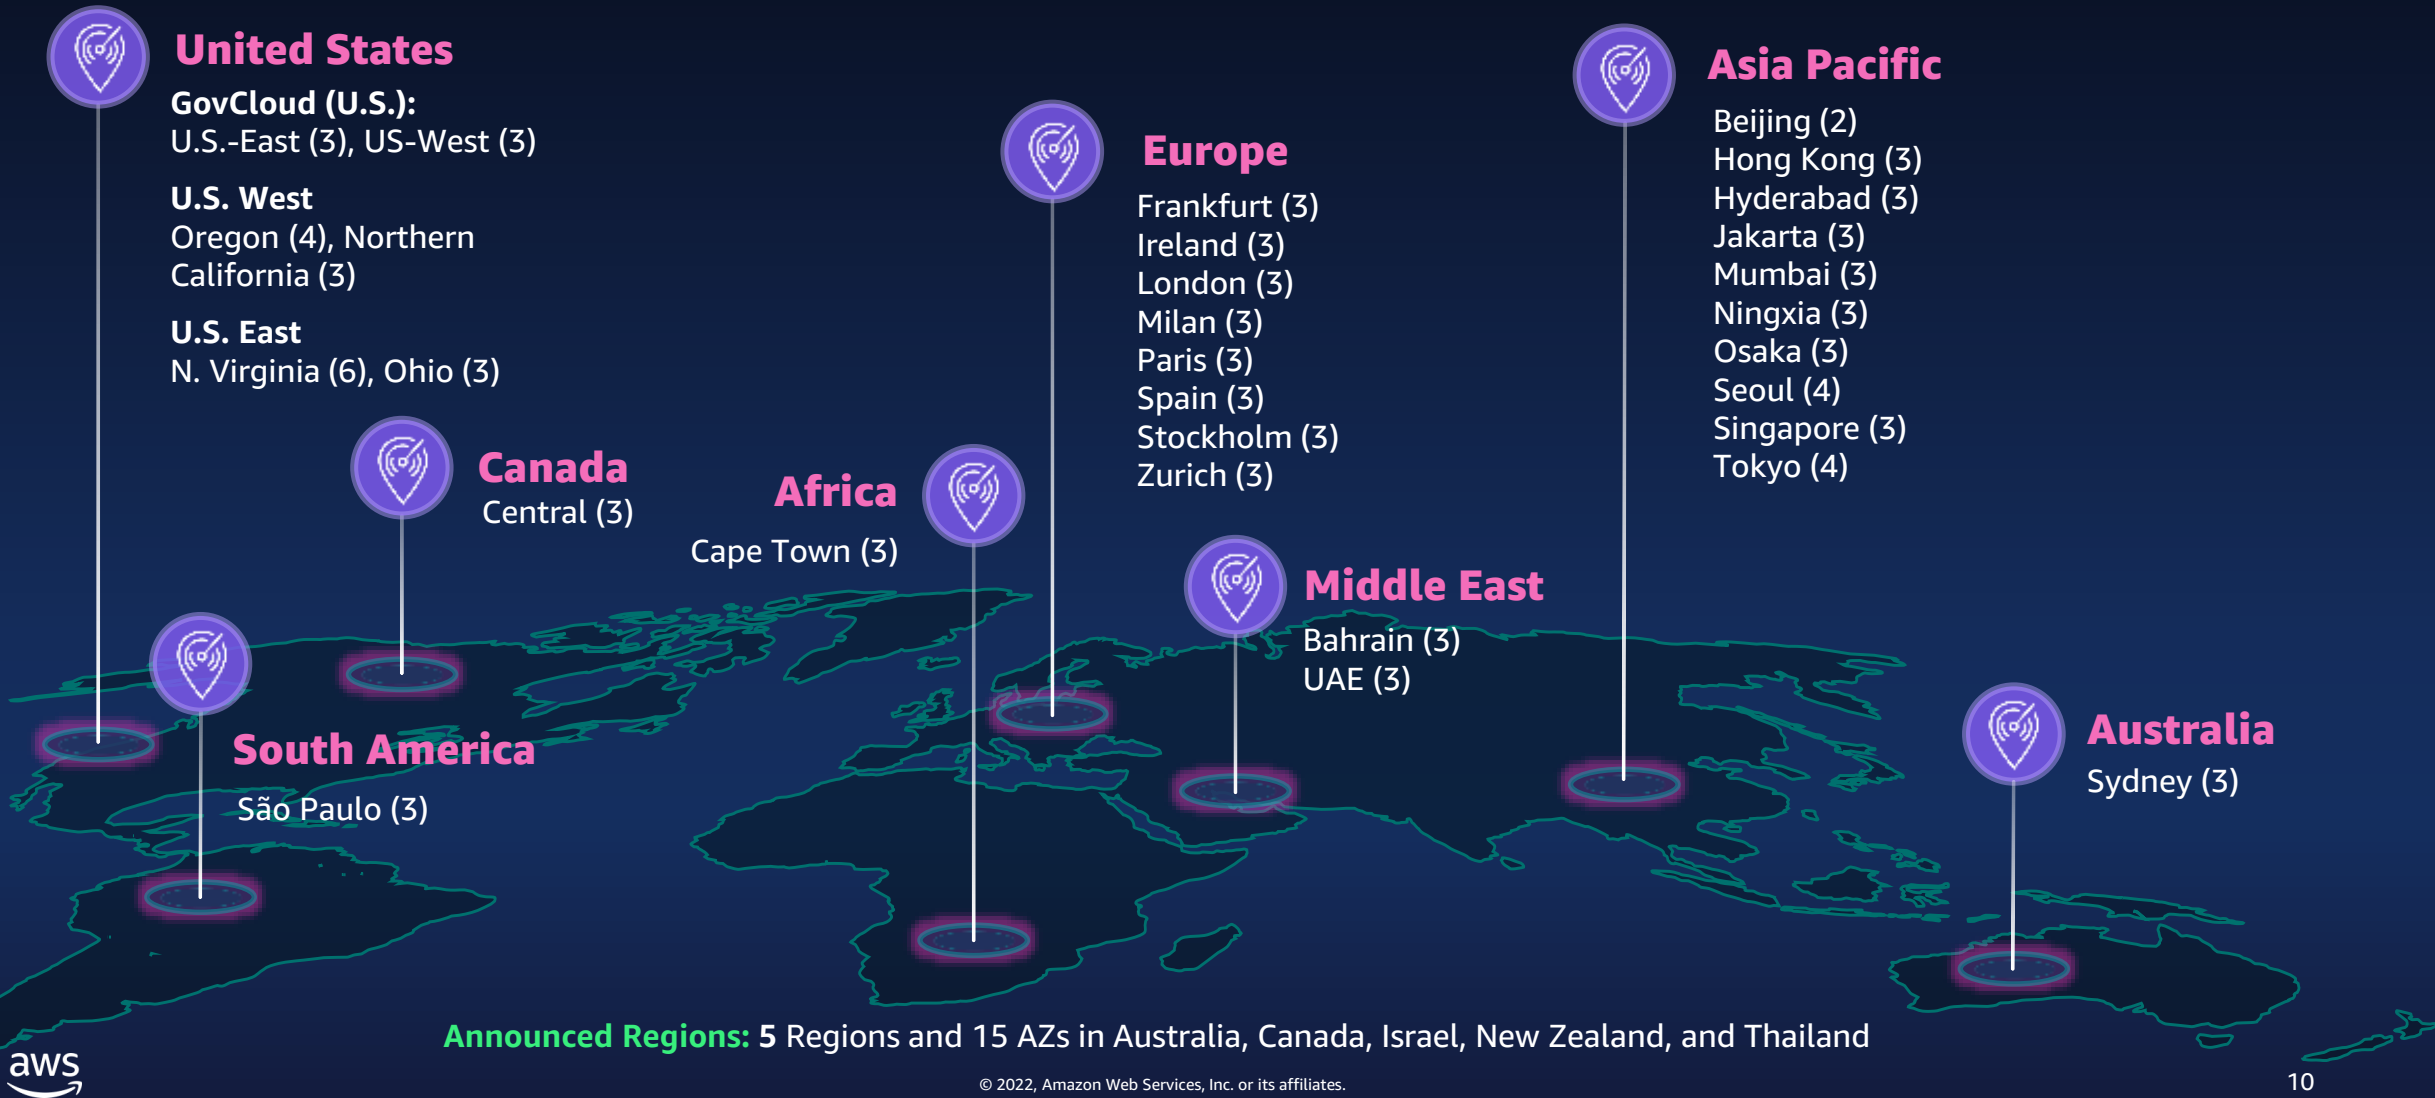 United States
GovCloud (U.S.):
U.S.-East (3), US-West (3)
U.S. West
Oregon (4), Northern
California (3)
U.S. East
N. Virginia (6), Ohio (3)
Canada
Central (3)
South America
São Paulo (3)
Africa
Cape Town (3)
Europe
Frankfurt (3)
Ireland (3)
London (3)
Milan (3)
Paris (3)
Spain (3)
Stockholm (3)
Zurich (3)
Middle East
Bahrain (3)
UAE (3)
Asia Pacific
Beijing (2)
Hong Kong (3)
Hyderabad (3)
Jakarta (3)
Mumbai (3)
Ningxia (3)
Osaka (3)
Seoul (4)
Singapore (3)
Tokyo (4)
Australia
Sydney (3)
Announced Regions: 5 Regions and 15 AZs in Australia, Canada, Israel, New Zealand, and Thailand
aws
© 2022, Amazon Web Services, Inc. or its affiliates.
10